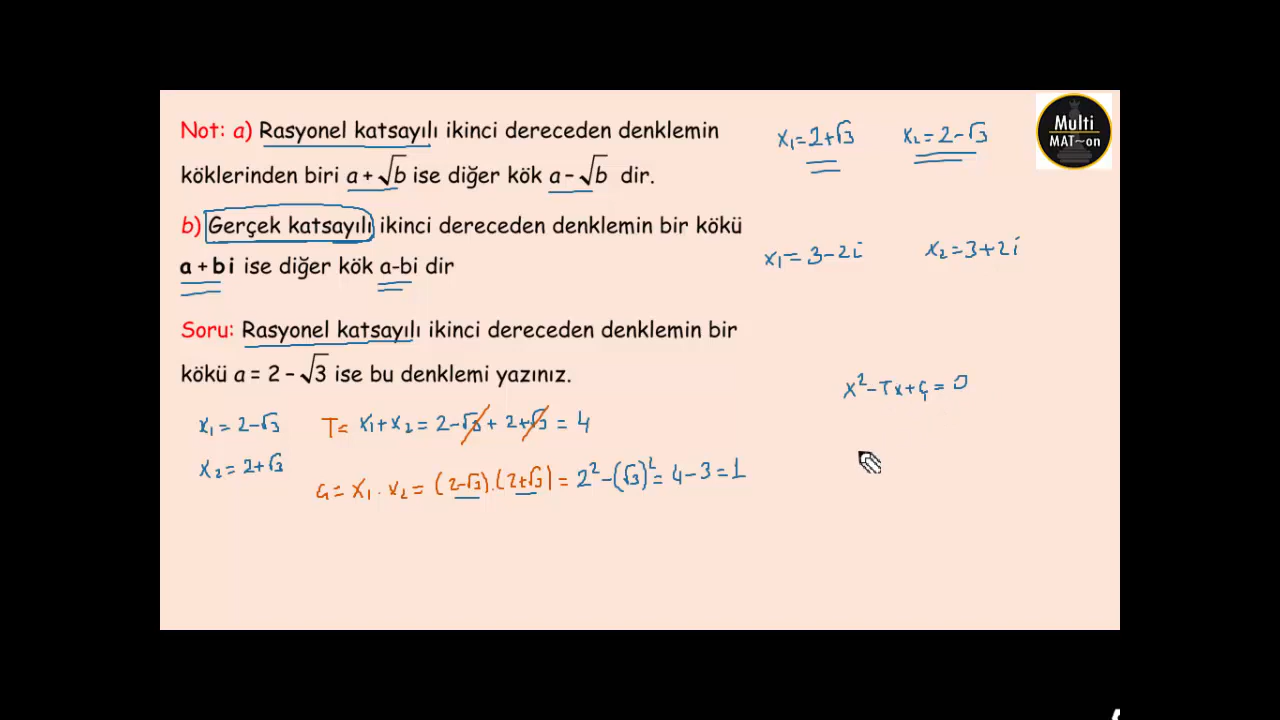 Not: a) Rasyonel katsayılı ikinci dereceden denklemin
köklerinden biri a + √b ise diğer kök a − √b dir.
x₁=2+√3 x₂=2−√3
Multi
MAT~on
b) Gerçek katsayılı ikinci dereceden denklemin bir kökü
a + b i ise diğer kök a-bi dir
x₁=3−2i x₂=3+2i
Soru: Rasyonel katsayılı ikinci dereceden denklemin bir
kökü a = 2 − √3 ise bu denklemi yazınız.
x²−Tx+Ç=0
x₁=2−√3 T= x₁+x₂=2−√3+2+√3=4
x₂=2+√3
Ç=x₁.x₂=(2−√3).(2+√3)=2²−(√3)²=4−3=1